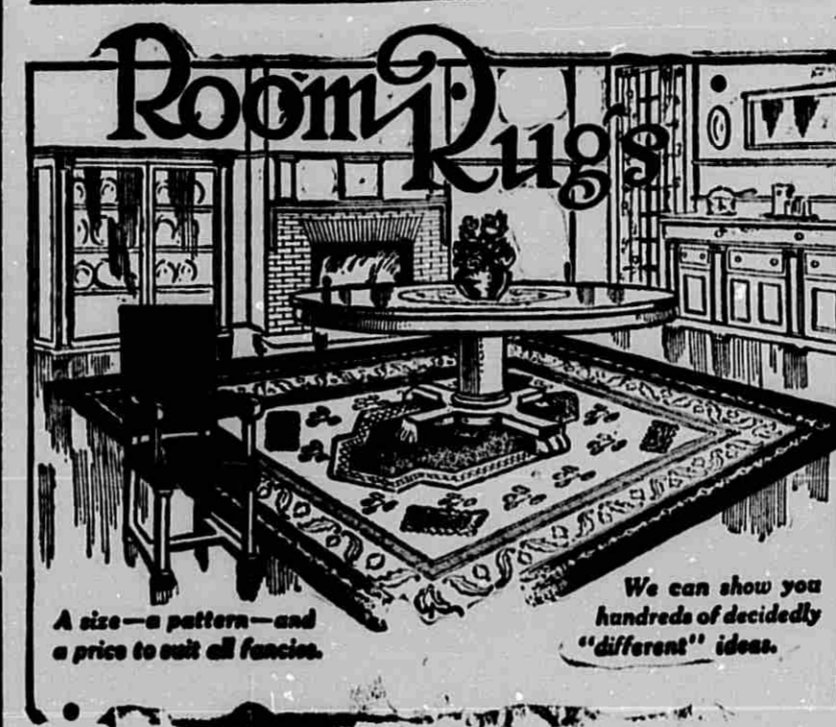 Room Rugs
A size—a pattern—and
a price to suit all fancies.
We can show you
hundreds of decidedly
"different" ideas.